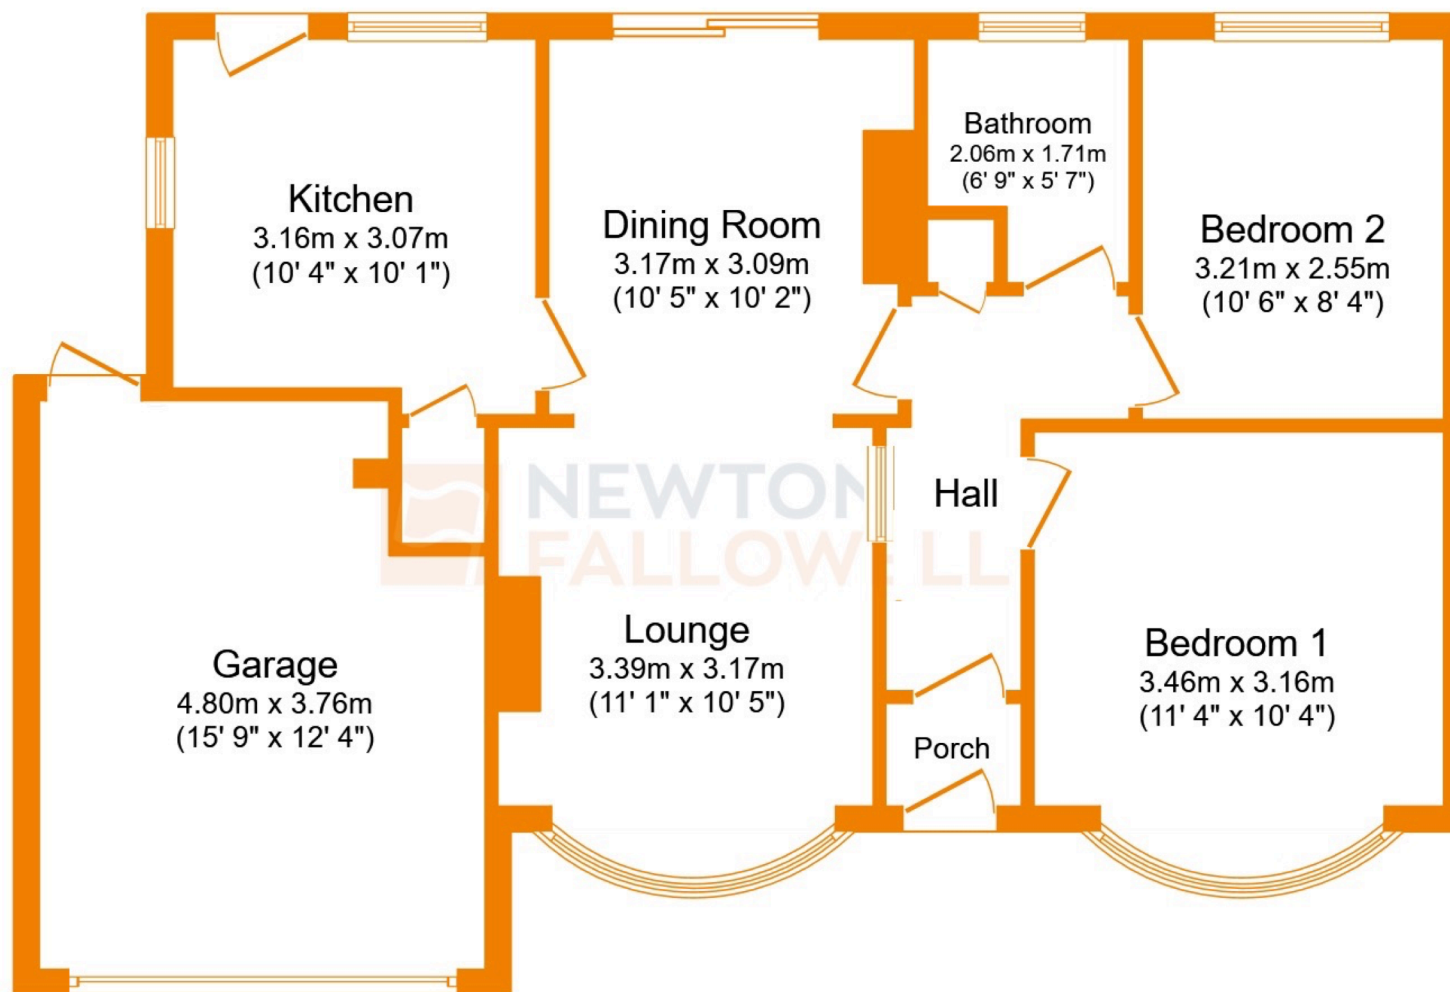 Kitchen
3.16m x 3.07m
(10' 4" x 10' 1")
Dining Room
3.17m x 3.09m
(10' 5" x 10' 2")
Bathroom
2.06m x 1.71m
(6' 9" x 5' 7")
Bedroom 2
3.21m x 2.55m
(10' 6" x 8' 4")
NEWTON
FALLOWELL
Hall
Garage
4.80m x 3.76m
(15' 9" x 12' 4")
Lounge
3.39m x 3.17m
(11' 1" x 10' 5")
Porch
Bedroom 1
3.46m x 3.16m
(11' 4" x 10' 4")